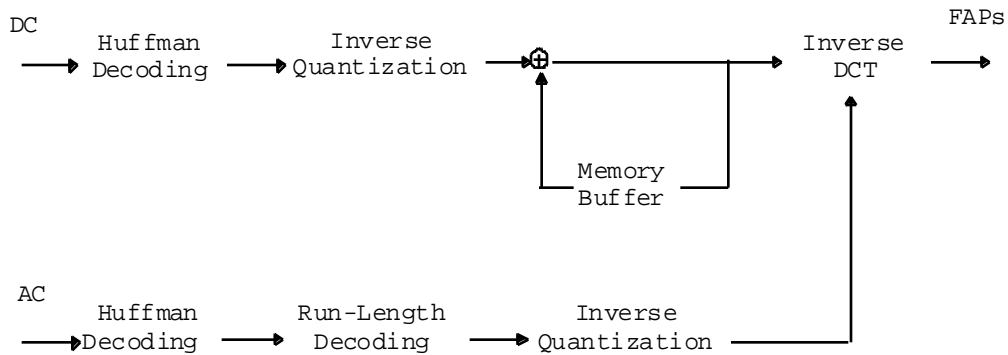 FAPs
DC
Huffman
Decoding
Inverse
Quantization
+
Inverse
DCT
Memory
Buffer
AC
Huffman
Decoding
Run-Length
Decoding
Inverse
Quantization